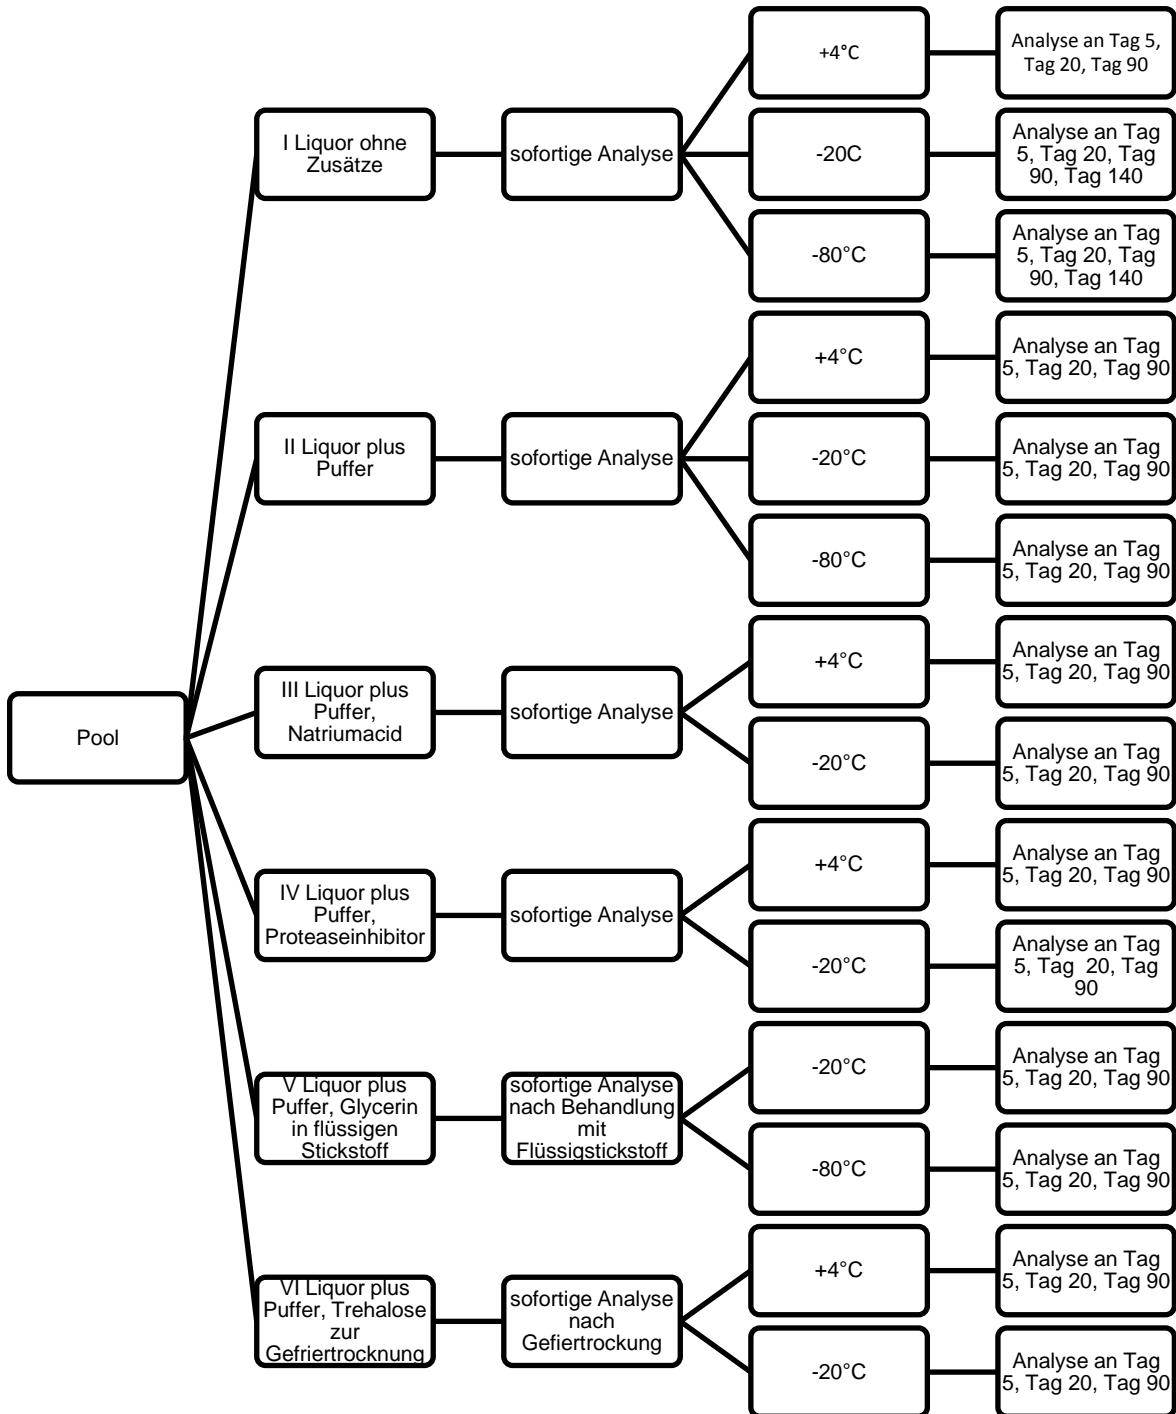 Pool
I Liquor ohne
Zusätze
sofortige Analyse
+4°C
Analyse an Tag 5,
Tag 20, Tag 90
-20C
Analyse an Tag
5, Tag 20, Tag
90, Tag 140
-80°C
Analyse an Tag
5, Tag 20, Tag
90, Tag 140
II Liquor plus
Puffer
sofortige Analyse
+4°C
Analyse an Tag
5, Tag 20, Tag 90
-20°C
Analyse an Tag
5, Tag 20, Tag 90
-80°C
Analyse an Tag
5, Tag 20, Tag 90
III Liquor plus
Puffer,
Natriumacid
sofortige Analyse
+4°C
Analyse an Tag
5, Tag 20, Tag 90
-20°C
Analyse an Tag
5, Tag 20, Tag 90
IV Liquor plus
Puffer,
Proteaseinhibitor
sofortige Analyse
+4°C
Analyse an Tag
5, Tag 20, Tag 90
-20°C
Analyse an Tag
5, Tag  20, Tag
90
V Liquor plus
Puffer, Glycerin
in flüssigen
Stickstoff
sofortige Analyse
nach Behandlung
mit
Flüssigstickstoff
-20°C
Analyse an Tag
5, Tag 20, Tag 90
-80°C
Analyse an Tag
5, Tag 20, Tag 90
VI Liquor plus
Puffer, Trehalose
zur
Gefriertrocknung
sofortige Analyse
nach
Gefiertrockung
+4°C
Analyse an Tag
5, Tag 20, Tag 90
-20°C
Analyse an Tag
5, Tag 20, Tag 90